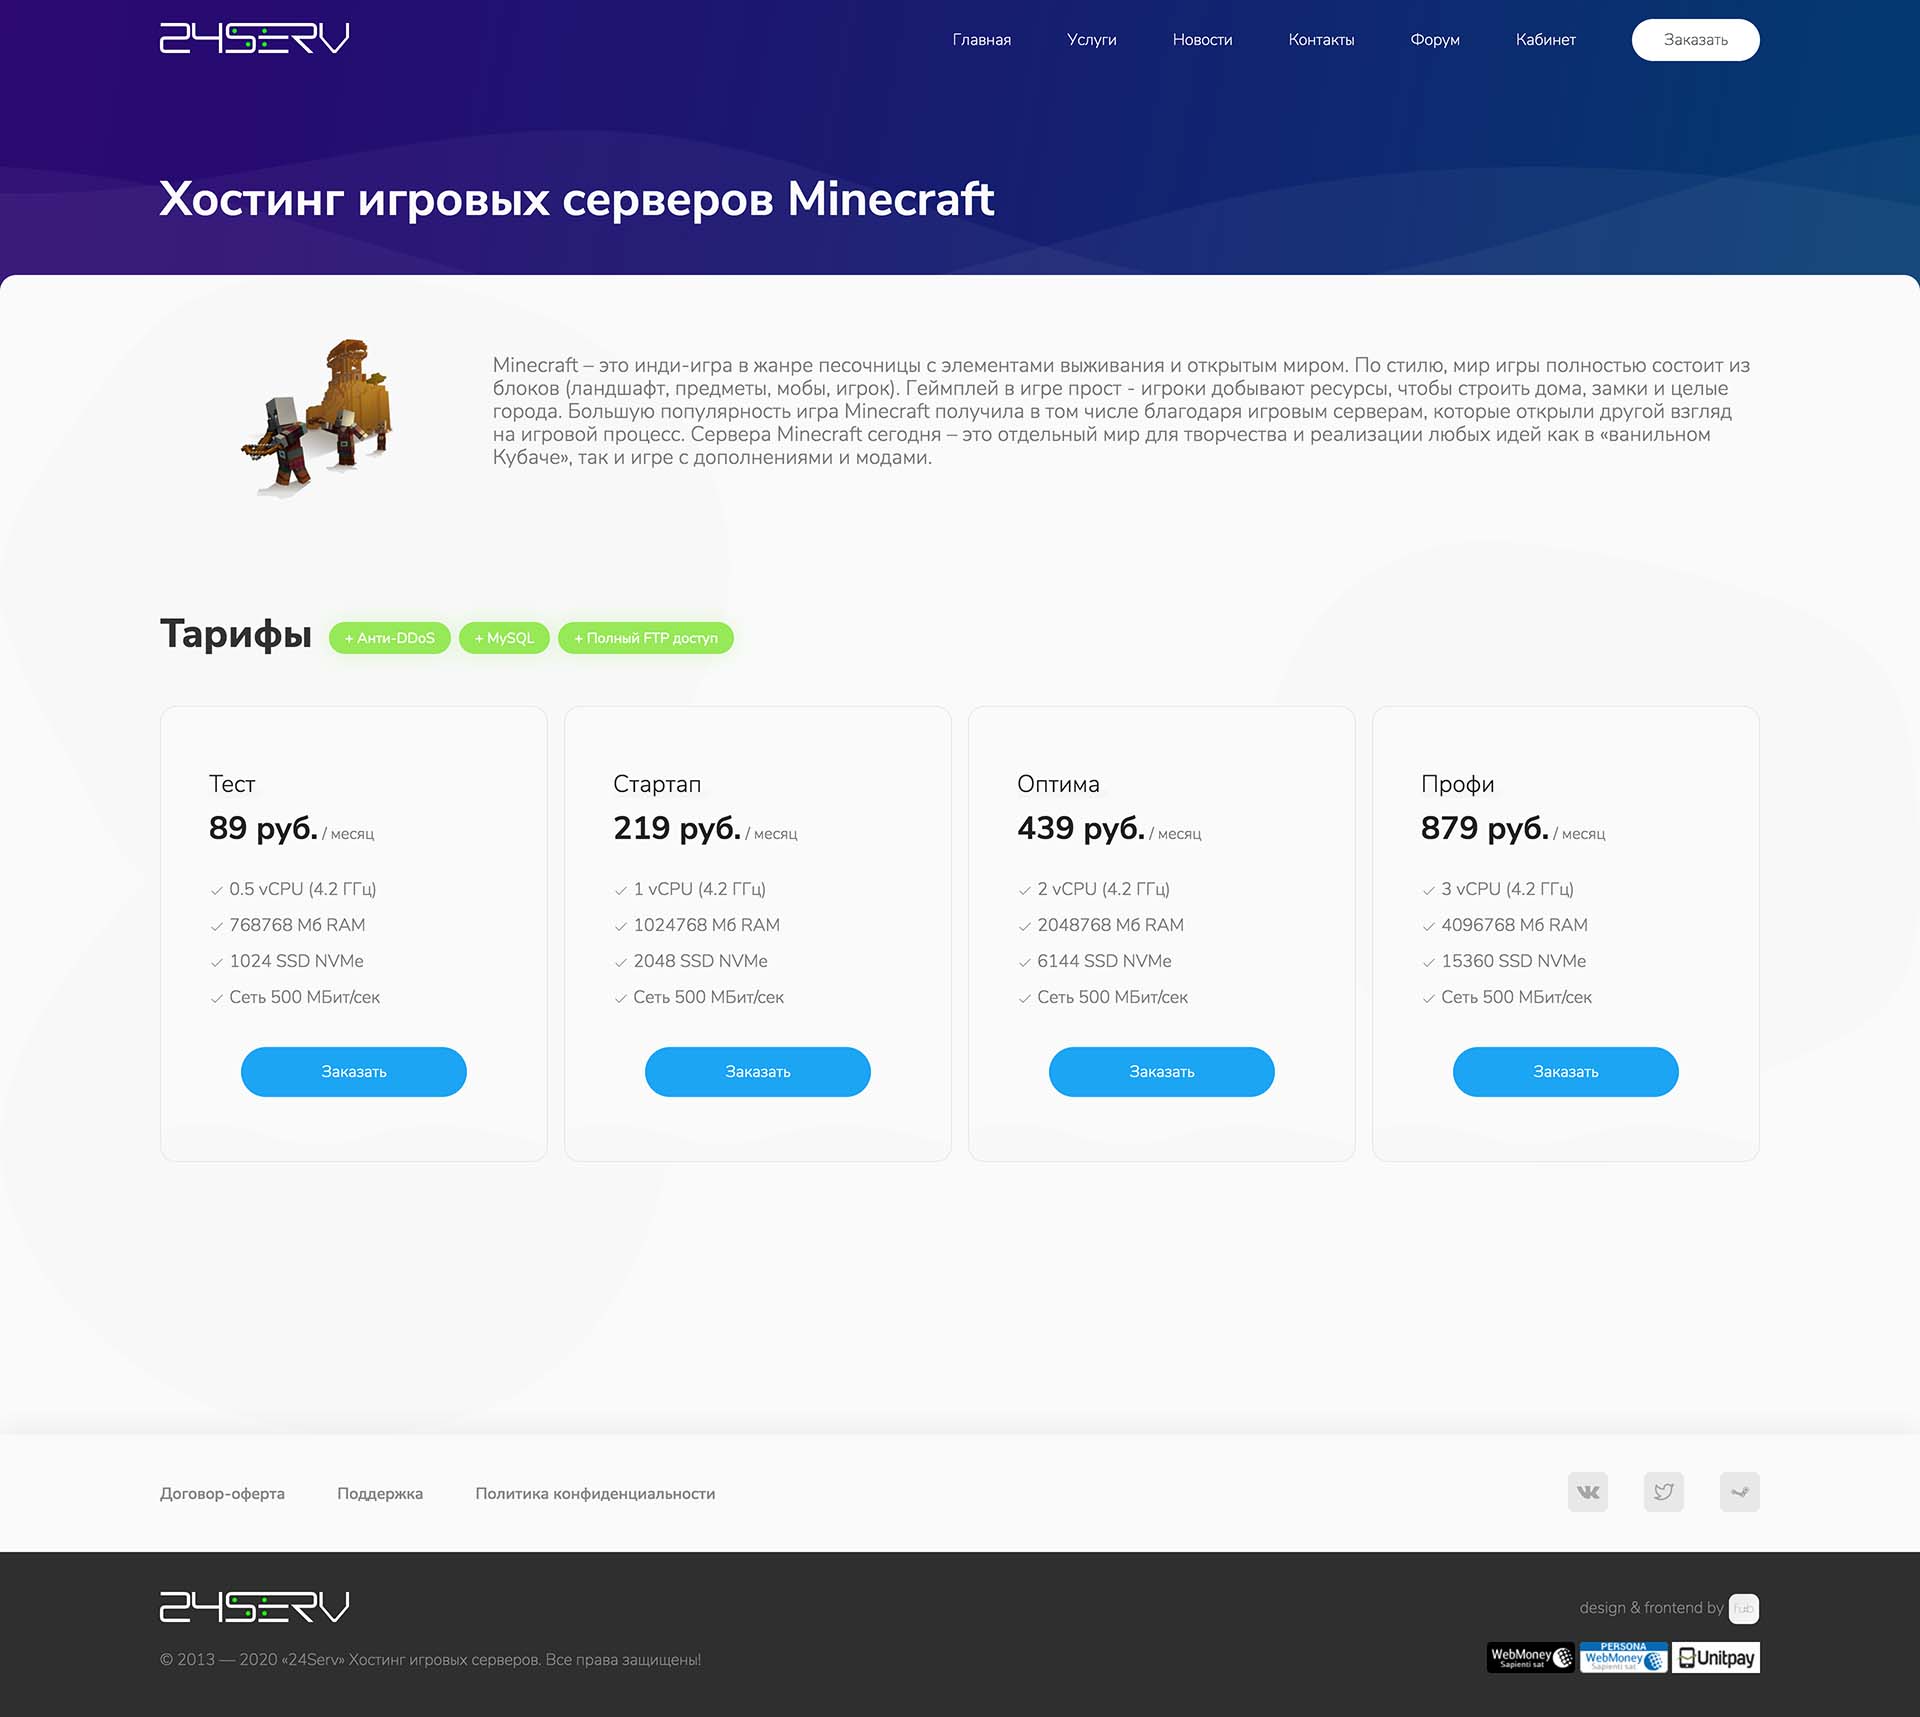 24SERV
Главная Услуги Новости Контакты Форум Кабинет Заказать
Хостинг игровых серверов Minecraft
Minecraft – это инди-игра в жанре песочницы с элементами выживания и открытым миром. По стилю, мир игры полностью состоит из
блоков (ландшафт, предметы, мобы, игрок). Геймплей в игре прост - игроки добывают ресурсы, чтобы строить дома, замки и целые
города. Большую популярность игра Minecraft получила в том числе благодаря игровым серверам, которые открыли другой взгляд
на игровой процесс. Сервера Minecraft сегодня – это отдельный мир для творчества и реализации любых идей как в «ванильном
Кубаче», так и игре с дополнениями и модами.
Тарифы + Анти-DDoS + MySQL + Полный FTP доступ
Тест
89 руб. / месяц
0.5 vCPU (4.2 ГГц)
768768 Мб RAM
1024 SSD NVMe
Сеть 500 МБит/сек
Заказать
Стартап
219 руб. / месяц
1 vCPU (4.2 ГГц)
1024768 Мб RAM
2048 SSD NVMe
Сеть 500 МБит/сек
Заказать
Оптима
439 руб. / месяц
2 vCPU (4.2 ГГц)
2048768 Мб RAM
6144 SSD NVMe
Сеть 500 МБит/сек
Заказать
Профи
879 руб. / месяц
3 vCPU (4.2 ГГц)
4096768 Мб RAM
15360 SSD NVMe
Сеть 500 МБит/сек
Заказать
Договор-оферта Поддержка Политика конфиденциальности
24SERV
design & frontend by
© 2013 — 2020 «24Serv» Хостинг игровых серверов. Все права защищены!
WebMoney
Sapienti sat
PERSONA
WebMoney
Sapienti sat
Unitpay